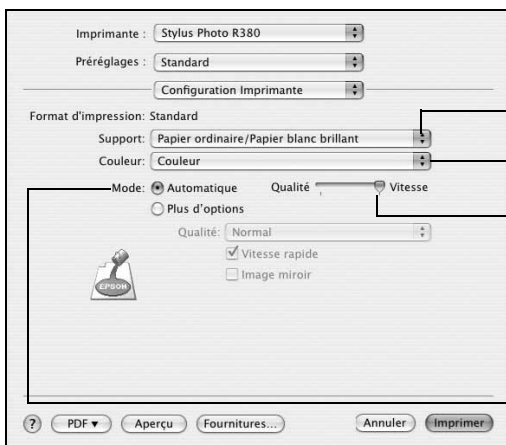 Imprimante : Stylus Photo R380
Préréglages : Standard
Configuration Imprimante
Format d'impression: Standard
Support: Papier ordinaire/Papier blanc brillant
Couleur: Couleur
Mode: Automatique Qualité Vitesse
Plus d'options
Qualité: Normal
Vitesse rapide
Image miroir
EPSON
? PDF Aperçu Fournitures... Annuler Imprimer